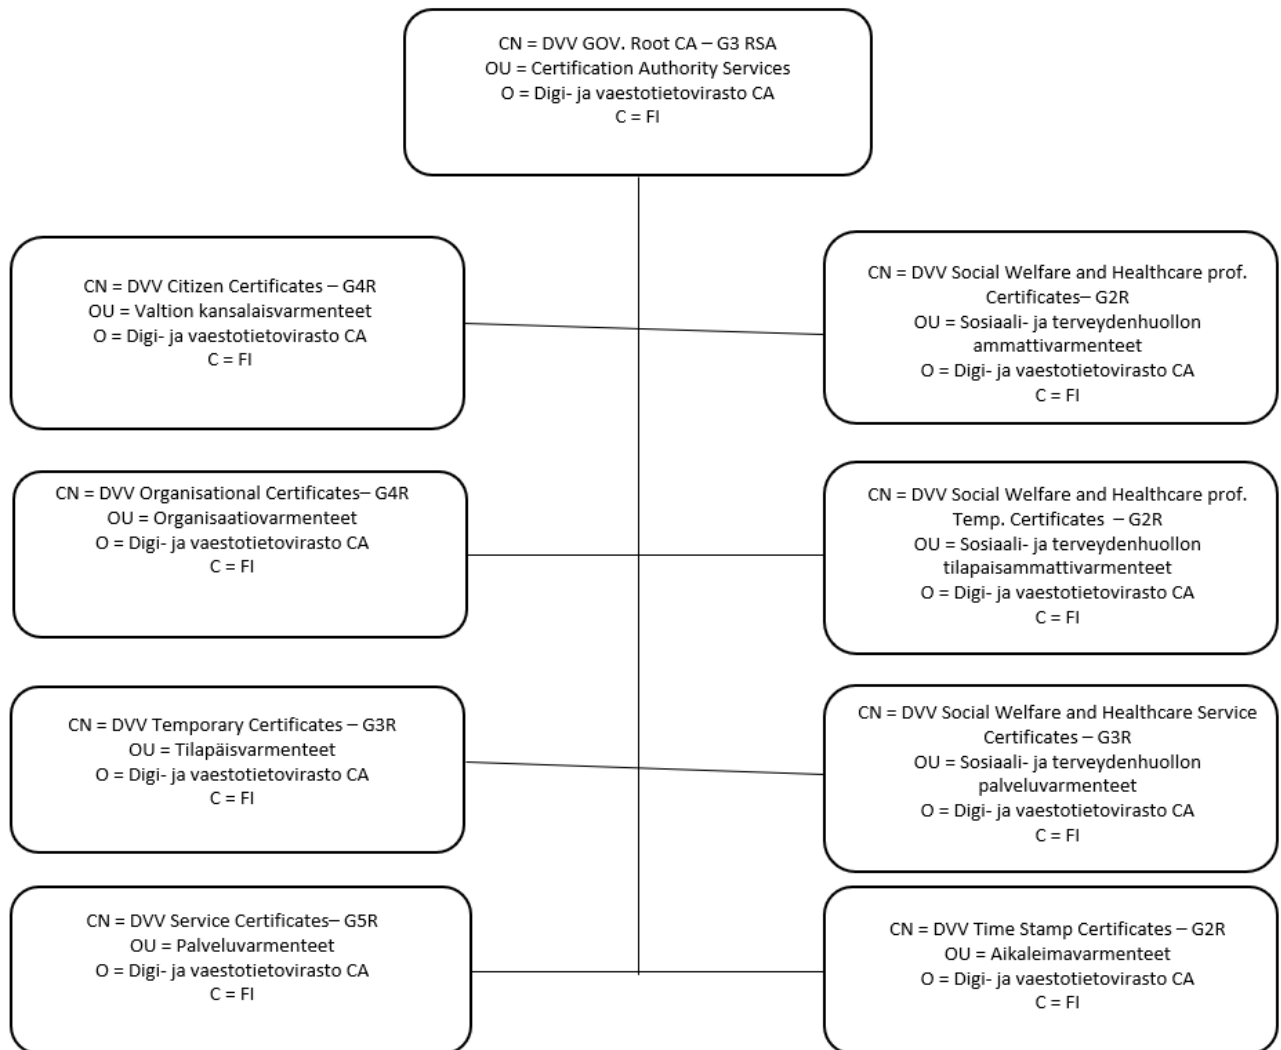 CN = DVV GOV. Root CA – G3 RSA
OU = Certification Authority Services
O = Digi- ja vaestotietovirasto CA
C = FI
CN = DVV Citizen Certificates – G4R
OU = Valtion kansalaisvarmenteet
O = Digi- ja vaestotietovirasto CA
C = FI
CN = DVV Social Welfare and Healthcare prof.
Certificates– G2R
OU = Sosiaali- ja terveydenhuollon
ammattivarmenteet
O = Digi- ja vaestotietovirasto CA
C = FI
CN = DVV Organisational Certificates– G4R
OU = Organisaatiovarmenteet
O = Digi- ja vaestotietovirasto CA
C = FI
CN = DVV Social Welfare and Healthcare prof.
Temp. Certificates – G2R
OU = Sosiaali- ja terveydenhuollon
tilapaisammattivarmenteet
O = Digi- ja vaestotietovirasto CA
C = FI
CN = DVV Temporary Certificates – G3R
OU = Tilapäisvarmenteet
O = Digi- ja vaestotietovirasto CA
C = FI
CN = DVV Social Welfare and Healthcare Service
Certificates – G3R
OU = Sosiaali- ja terveydenhuollon
palveluvarmenteet
O = Digi- ja vaestotietovirasto CA
C = FI
CN = DVV Service Certificates– G5R
OU = Palveluvarmenteet
O = Digi- ja vaestotietovirasto CA
C = FI
CN = DVV Time Stamp Certificates – G2R
OU = Aikaleimavarmenteet
O = Digi- ja vaestotietovirasto CA
C = FI